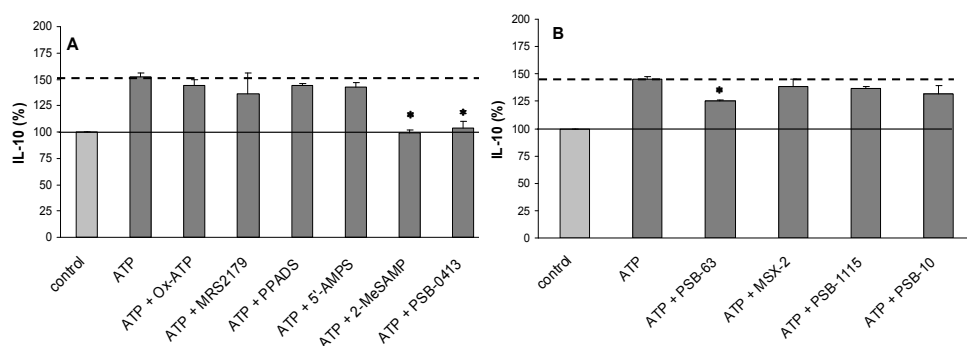 A
IL-10 (%)
200
175
150
125
100
75
50
25
0
*
*
control
ATP
ATP + Ox-ATP
ATP + MRS2179
ATP + PPADS
ATP + 5'-AMPS
ATP + 2-MeSAMP
ATP + PSB-0413
B
IL-10 (%)
200
175
150
125
100
75
50
25
0
*
control
ATP
ATP + PSB-63
ATP + MSX-2
ATP + PSB-1115
ATP + PSB-10